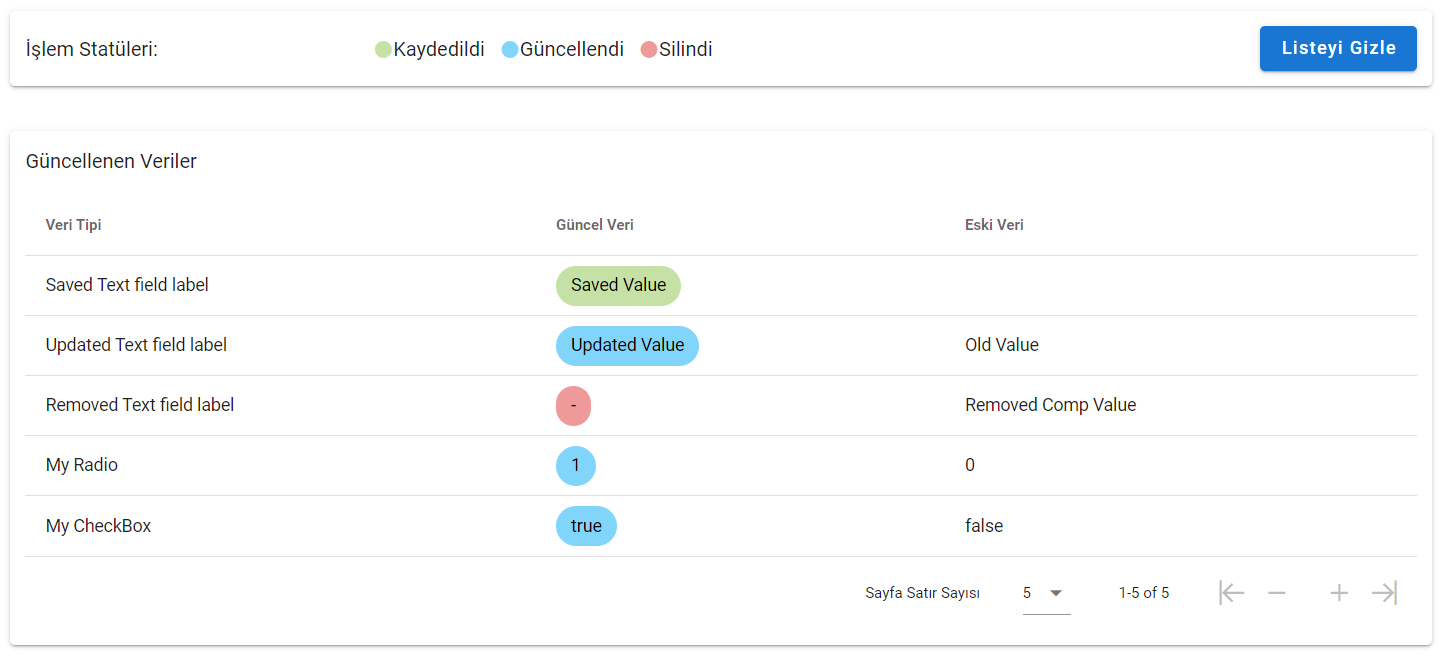 İşlem Statüleri: Kaydedildi Güncellendi Silindi Listeyi Gizle
Güncellenen Veriler
Veri Tipi Güncel Veri Eski Veri
Saved Text field label Saved Value
Updated Text field label Updated Value Old Value
Removed Text field label - Removed Comp Value
My Radio 1 0
My CheckBox true false
Sayfa Satır Sayısı 5 1-5 of 5